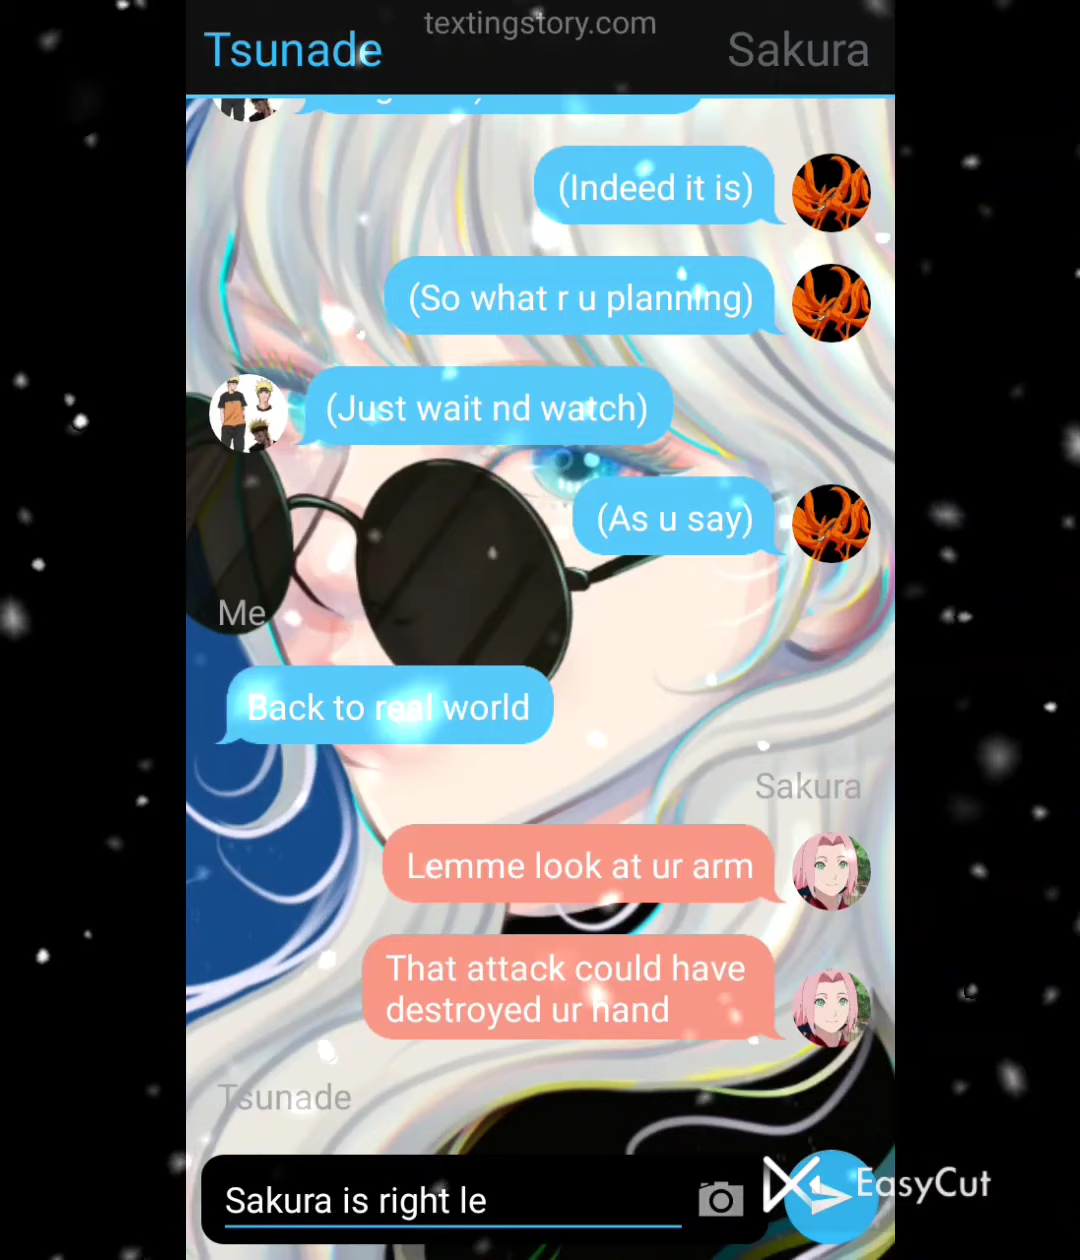 textingstory.com
Tsunade
Sakura
(Indeed it is)
(So what r u planning)
(Just wait nd watch)
(As u say)
Me
Back to real world
Sakura
Lemme look at ur arm
That attack could have
destroyed ur hand
Tsunade
Sakura is right le
EasyCut